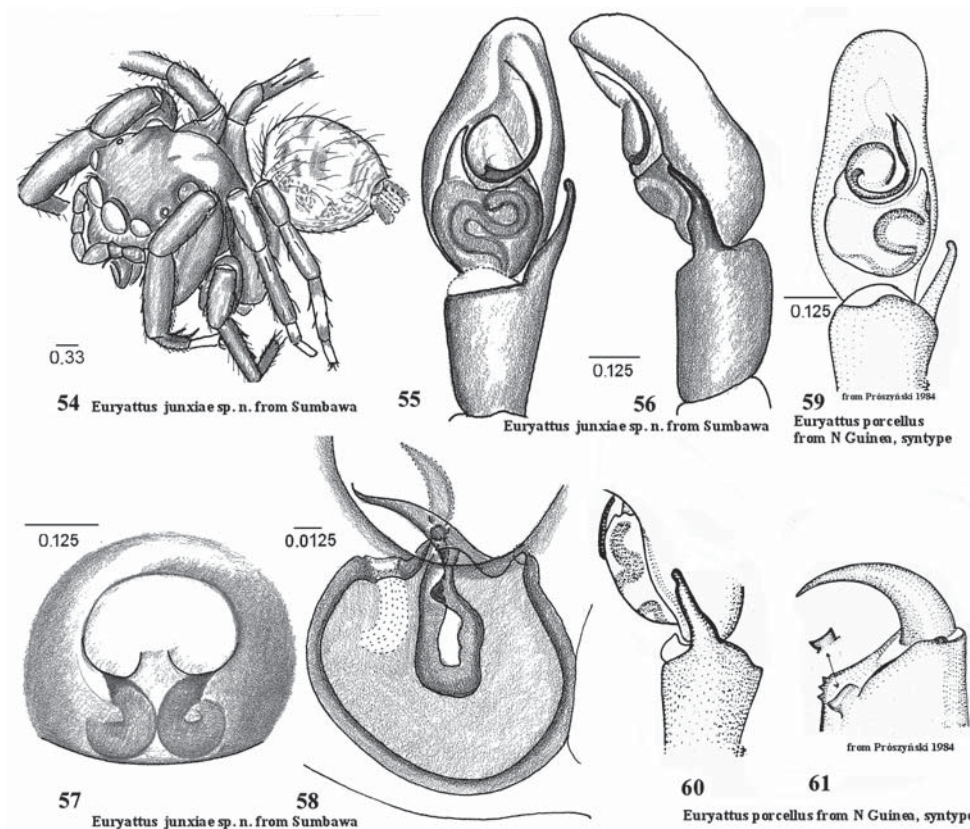 0.33
54 Euryattus junxiae sp. n. from Sumbawa
55
0.125
56
Euryattus junxiae sp. n. from Sumbawa
0.125
from Prószyński 1984
59
Euryattus porcellus
from N Guinea, syntype
0.125
57
0.0125
58
Euryattus junxiae sp. n. from Sumbawa
60
61
from Prószyński 1984
Euryattus porcellus from N Guinea, syntype